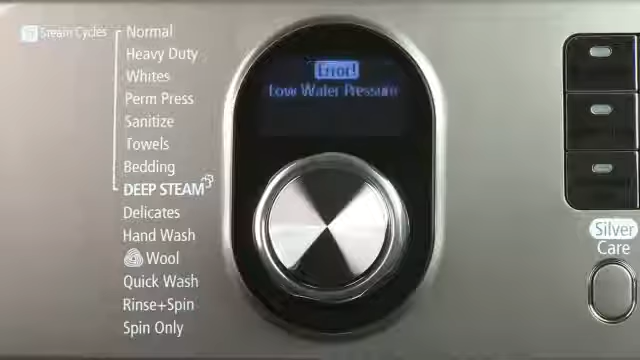 Steam Cycles
Normal
Heavy Duty
Whites
Perm Press
Sanitize
Towels
Bedding
DEEP STEAM
Delicates
Hand Wash
Wool
Quick Wash
Rinse+Spin
Spin Only
Error!
Low Water Pressure
Silver
Care